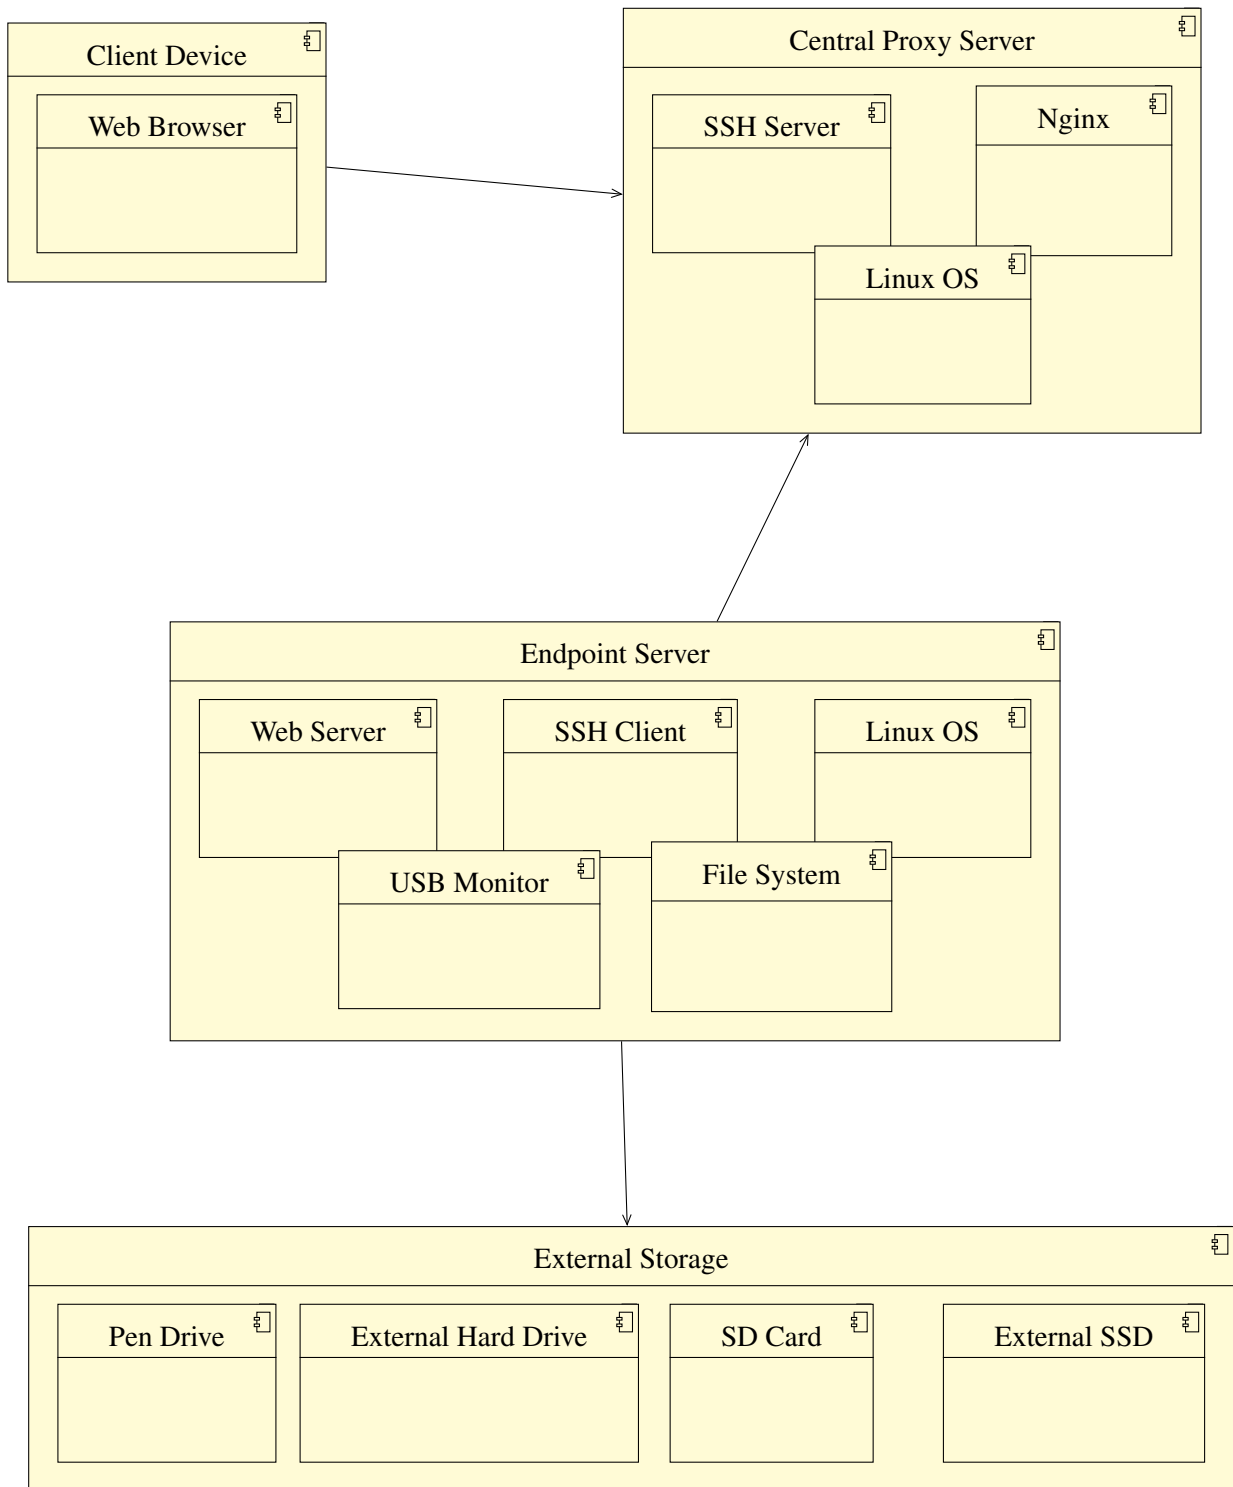 Client Device
Web Browser
Central Proxy Server
SSH Server
Nginx
Linux OS
Endpoint Server
Web Server
SSH Client
Linux OS
USB Monitor
File System
External Storage
Pen Drive
External Hard Drive
SD Card
External SSD